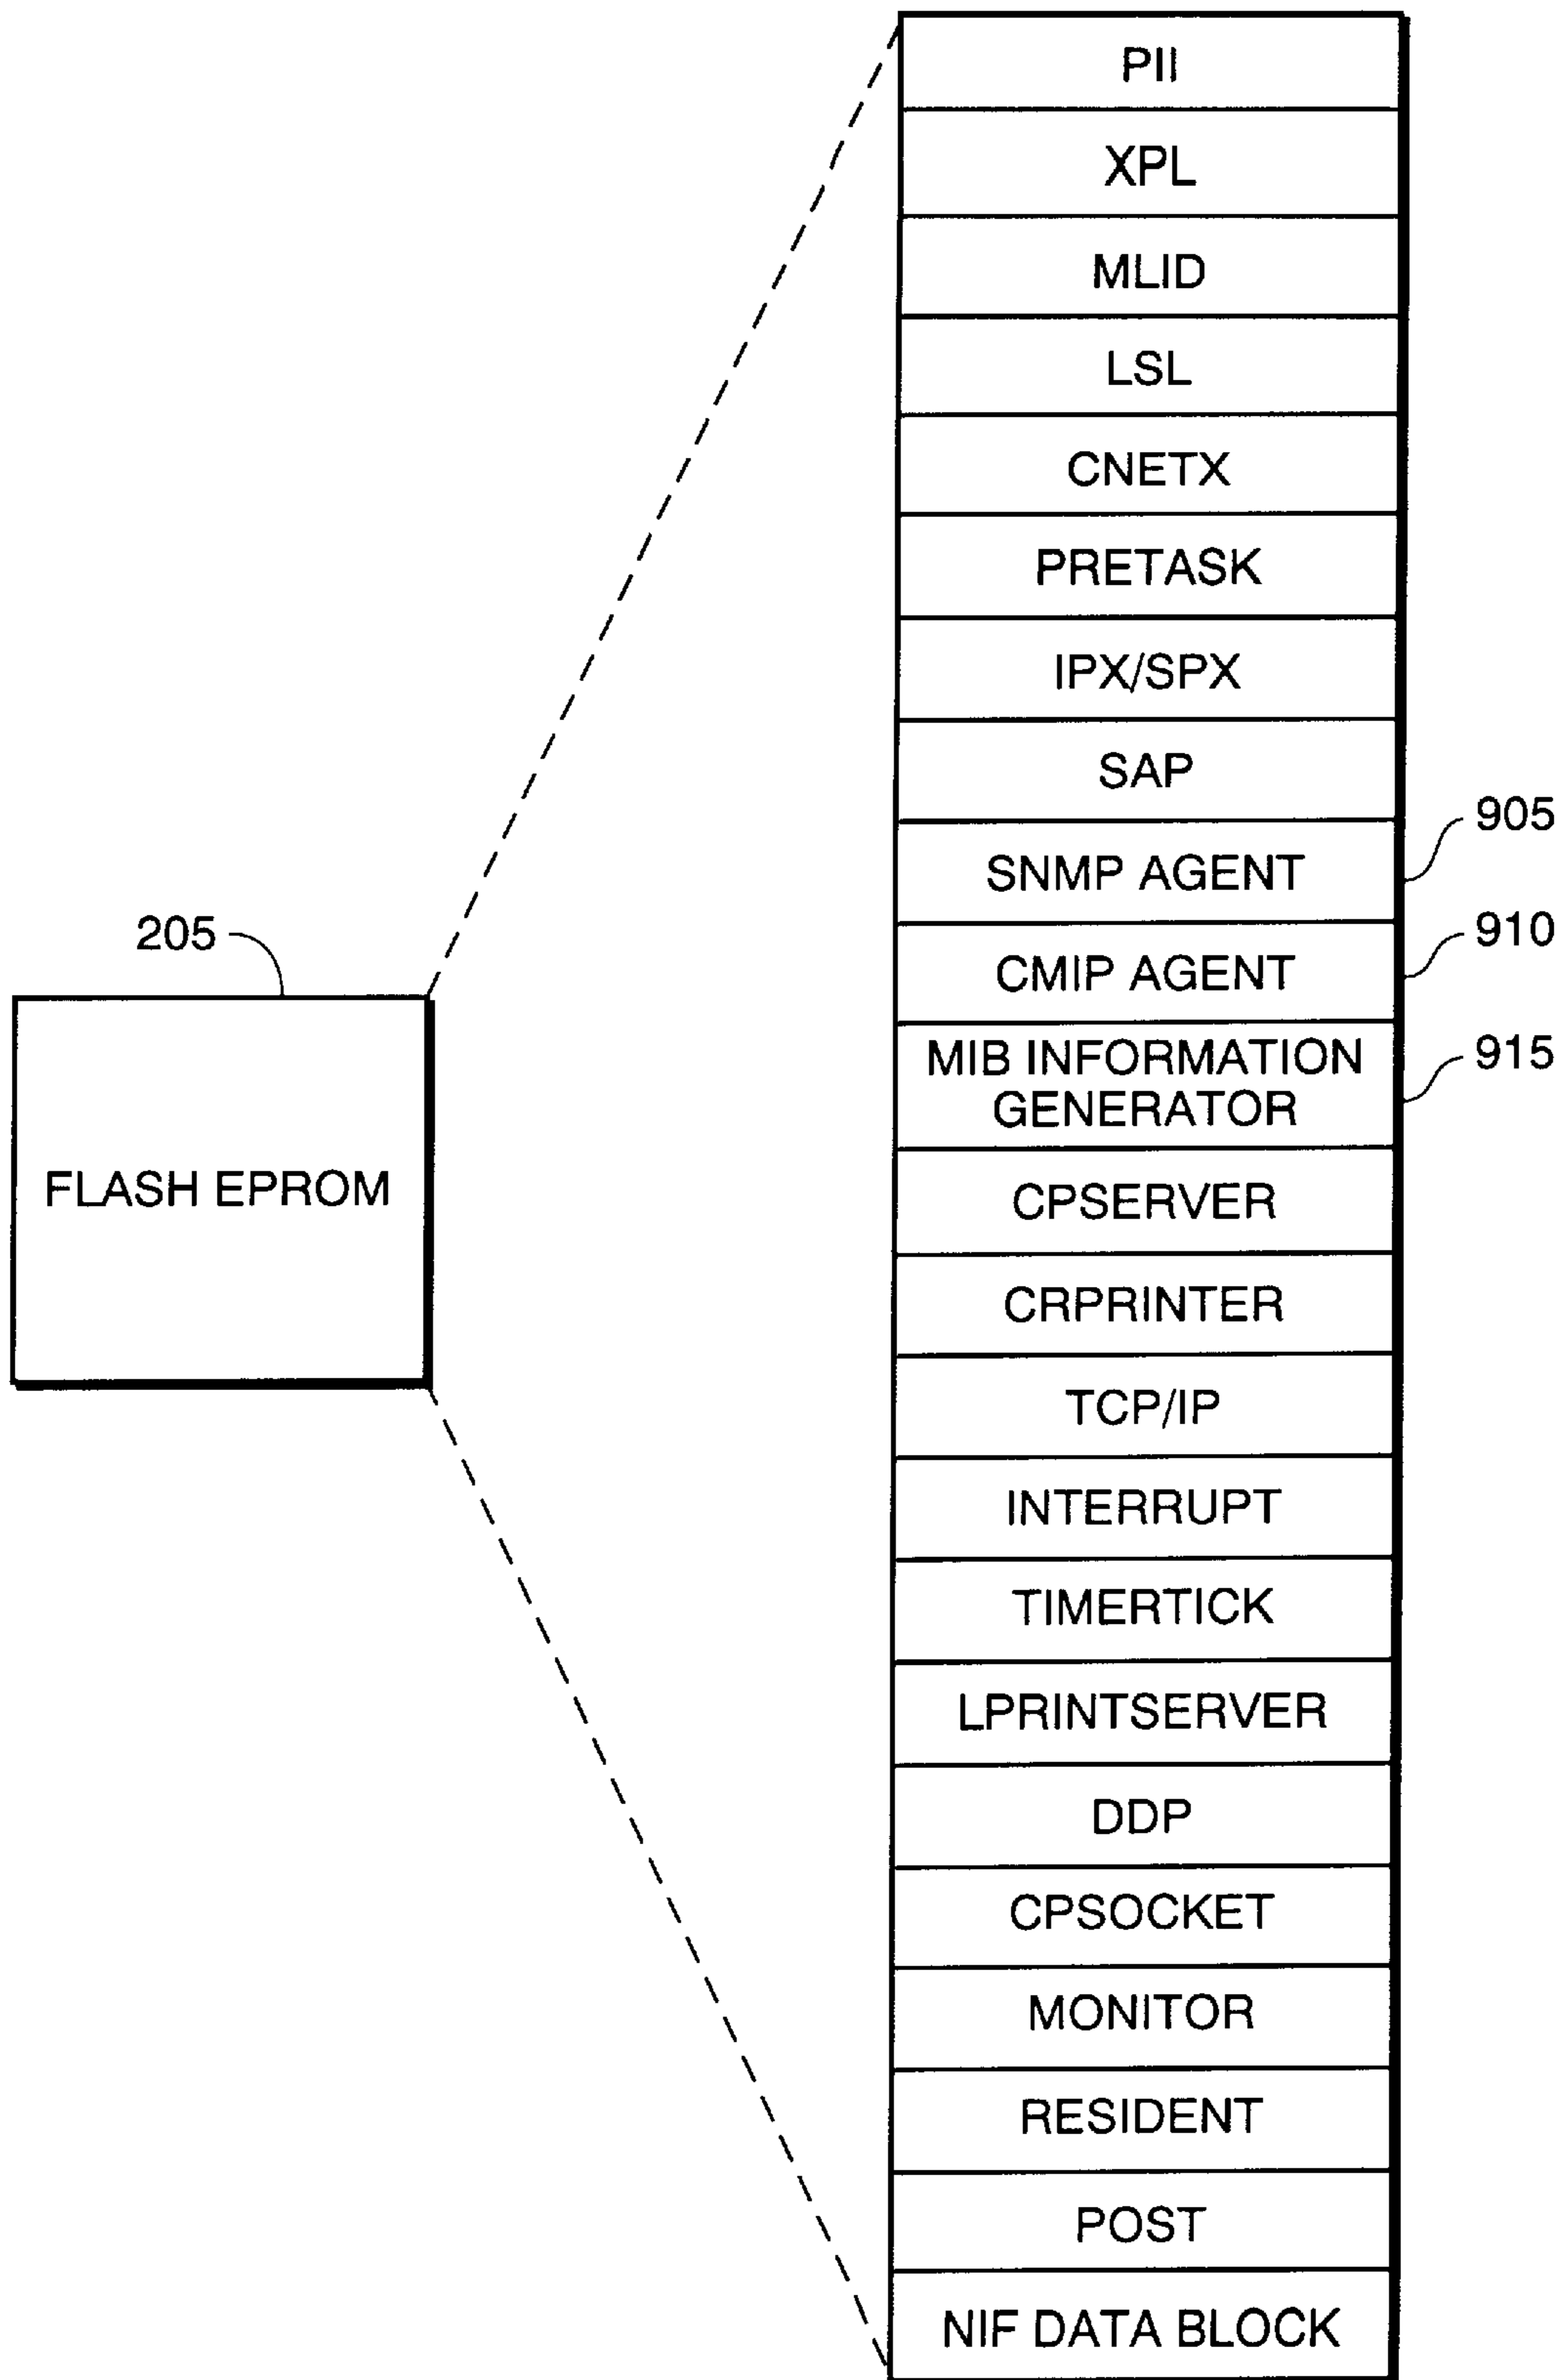 PII
XPL
MLID
LSL
CNETX
PRETASK
IPX/SPX
SAP
SNMP AGENT
905
CMIP AGENT
910
MIB INFORMATION
GENERATOR
915
205
FLASH EPROM
CPSERVER
CRPRINTER
TCP/IP
INTERRUPT
TIMERTICK
LPRINTSERVER
DDP
CPSOCKET
MONITOR
RESIDENT
POST
NIF DATA BLOCK